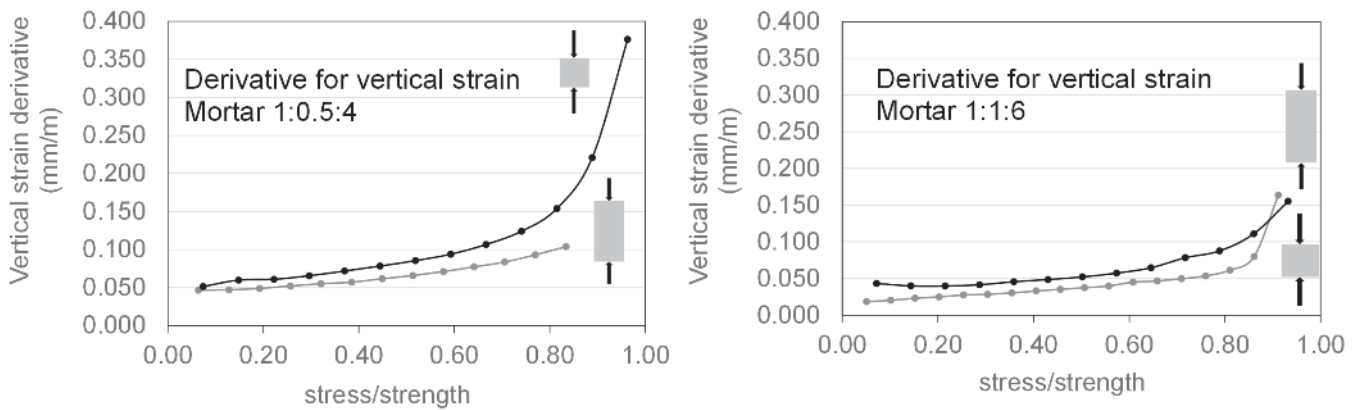 Vertical strain derivative
(mm/m)
0.400
0.350
0.300
0.250
0.200
0.150
0.100
0.050
0.000
Derivative for vertical strain
Mortar 1:0.5:4
0.00 0.20 0.40 0.60 0.80 1.00
stress/strength
Vertical strain derivative
(mm/m)
0.400
0.350
0.300
0.250
0.200
0.150
0.100
0.050
0.000
Derivative for vertical strain
Mortar 1:1:6
0.00 0.20 0.40 0.60 0.80 1.00
stress/strength